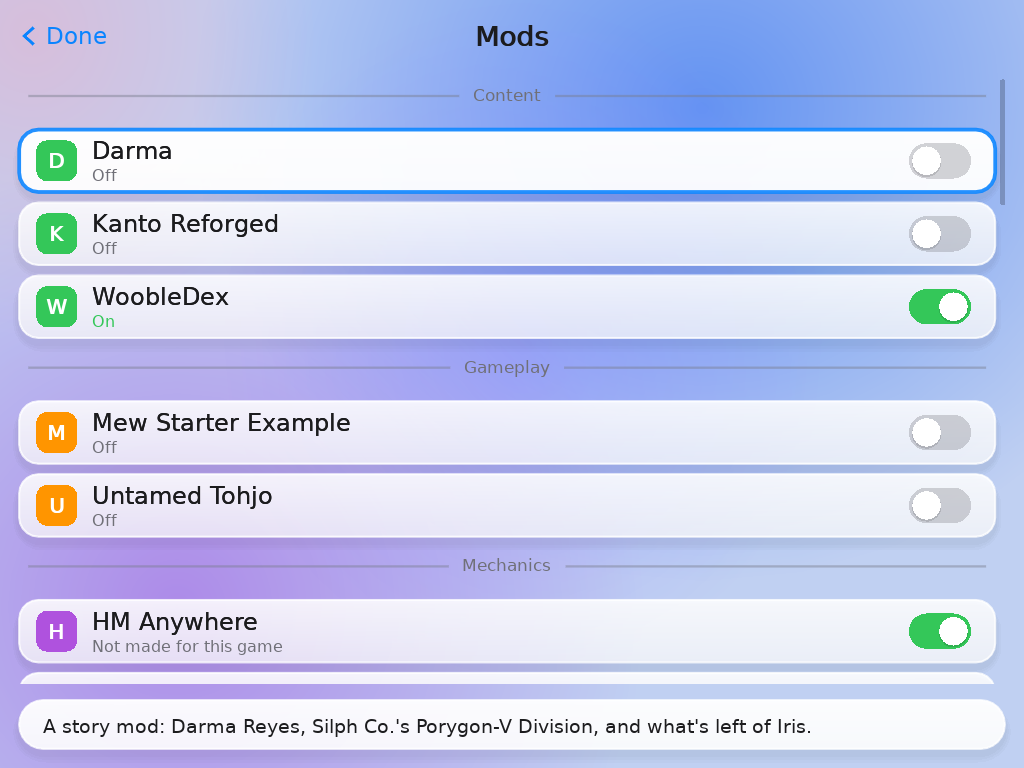 Done
Mods
Content
D
Darma
Off
K
Kanto Reforged
Off
W
WoobleDex
On
Gameplay
M
Mew Starter Example
Off
U
Untamed Tohjo
Off
Mechanics
H
HM Anywhere
Not made for this game
A story mod: Darma Reyes, Silph Co.'s Porygon-V Division, and what's left of Iris.